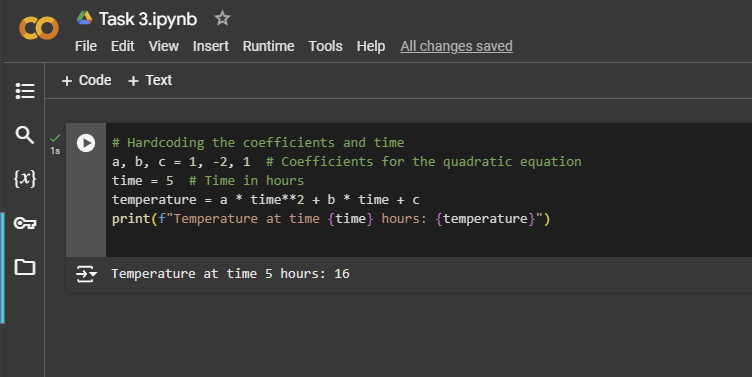 Task 3.ipynb
File Edit View Insert Runtime Tools Help All changes saved
+ Code + Text
1s
{x}
# Hardcoding the coefficients and time
a, b, c = 1, -2, 1  # Coefficients for the quadratic equation
time = 5  # Time in hours
temperature = a * time**2 + b * time + c
print(f"Temperature at time {time} hours: {temperature}")
Temperature at time 5 hours: 16